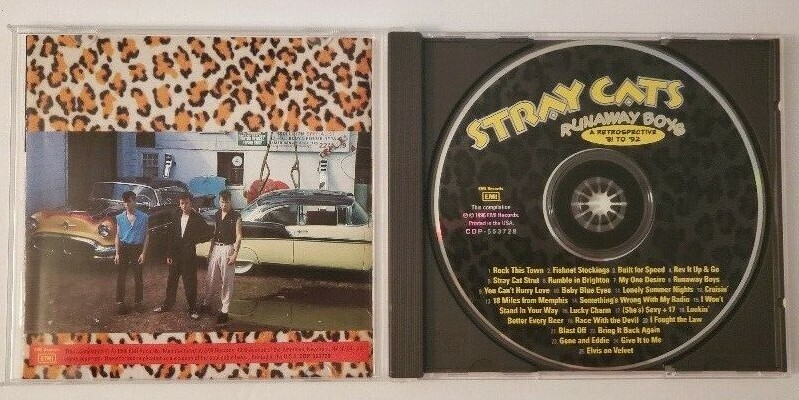 STRAY CATS
RUNAWAY BOYS
A RETROSPECTIVE
'81 TO '92
EMI Records
EMI
This compilation
℗ © 1996 EMI Records.
Printed in the USA.
CDP-553728
1 Rock This Town 2 Fishnet Stockings 3 Built for Speed 4 Rev It Up & Go
5 Stray Cat Strut 6 Rumble in Brighton 7 My One Desire 8 Runaway Boys
9 You Can't Hurry Love 10 Baby Blue Eyes 11 Lonely Summer Nights 12 Cruisin'
13 18 Miles from Memphis 14 Something's Wrong With My Radio 15 I Won't
Stand In Your Way 16 Lucky Charm 17 (She's) Sexy + 17 18 Lookin'
Better Every Beer 19 Race With the Devil 20 I Fought the Law
21 Blast Off 22 Bring It Back Again
23 Gene and Eddie 24 Give It to Me
25 Elvis on Velvet
EMI